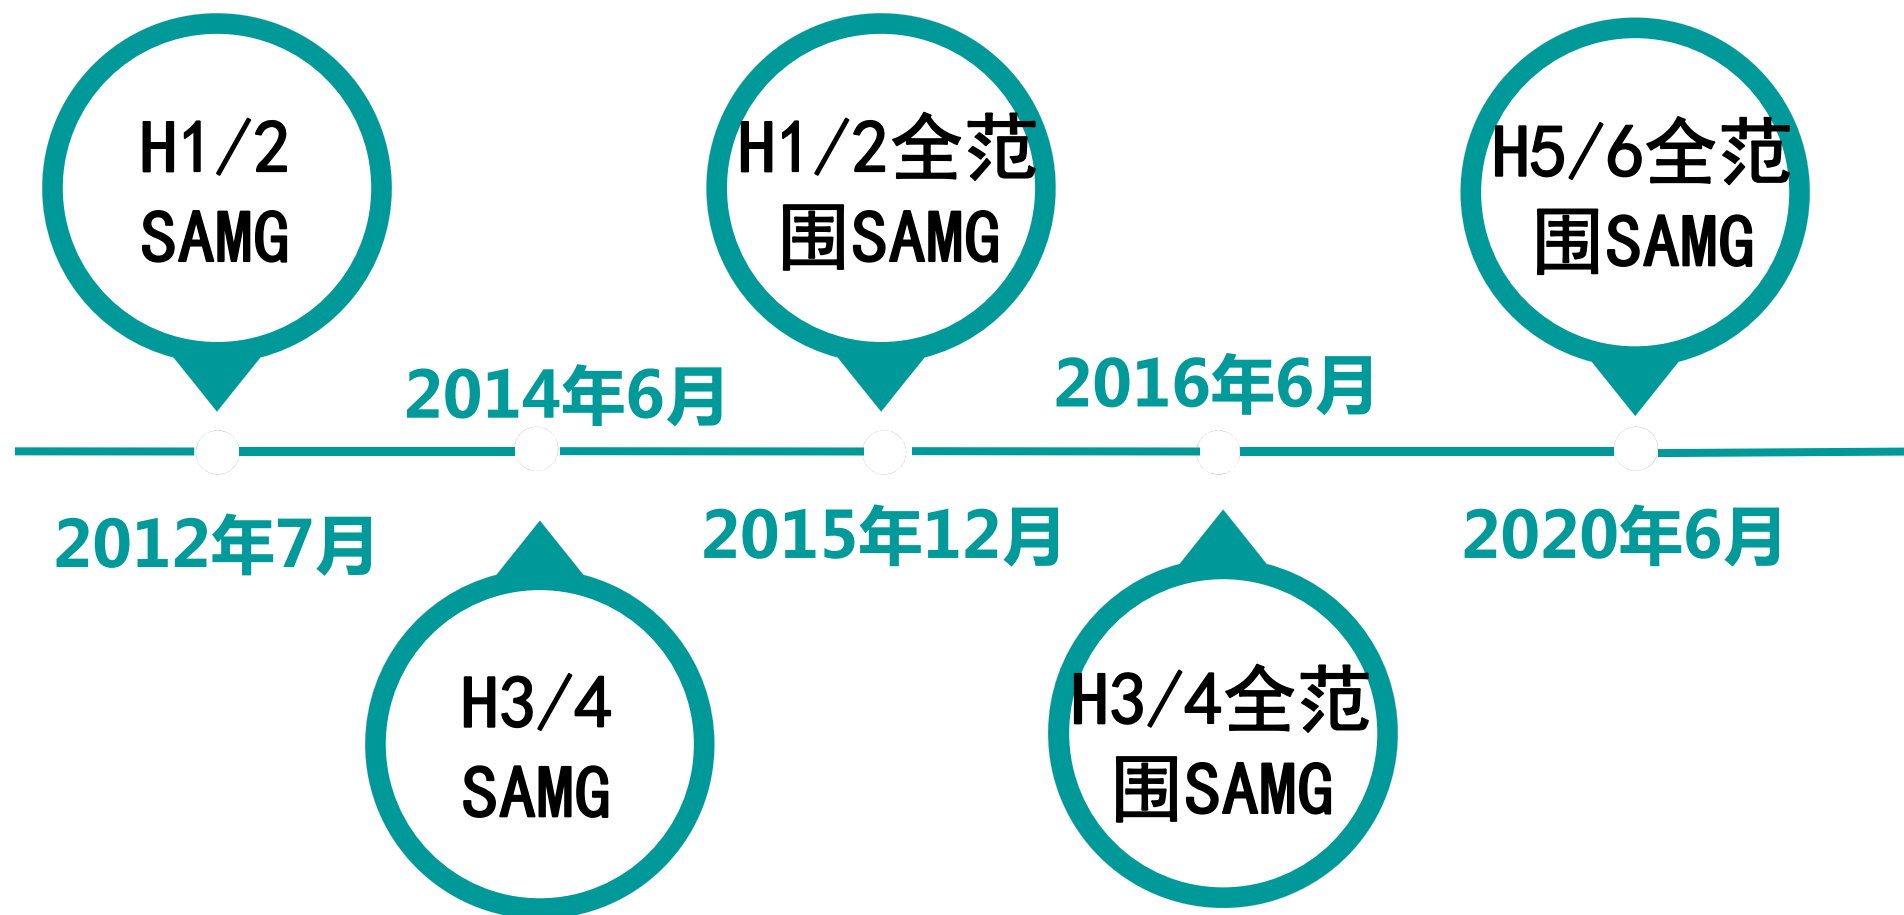 H1/2
SAMG
2012年7月
2014年6月
H3/4
SAMG
H1/2全范
围SAMG
2015年12月
2016年6月
H3/4全范
围SAMG
H5/6全范
围SAMG
2020年6月